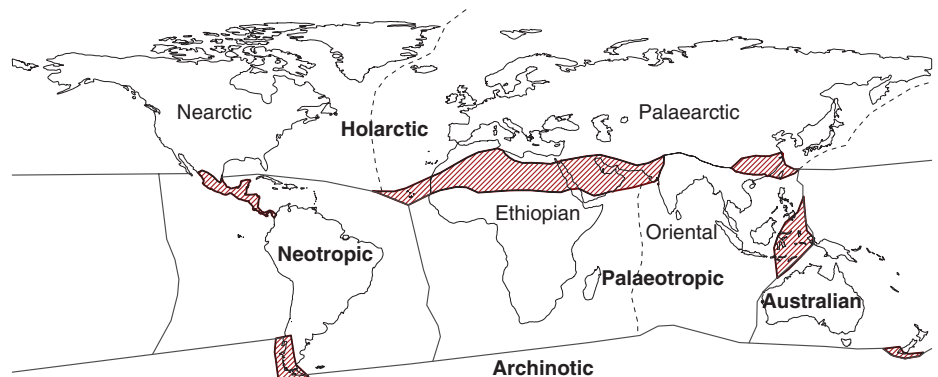 Nearctic
Palaearctic
Holarctic
Ethiopian
Oriental
Neotropic
Palaeotropic
Australian
Archinotic